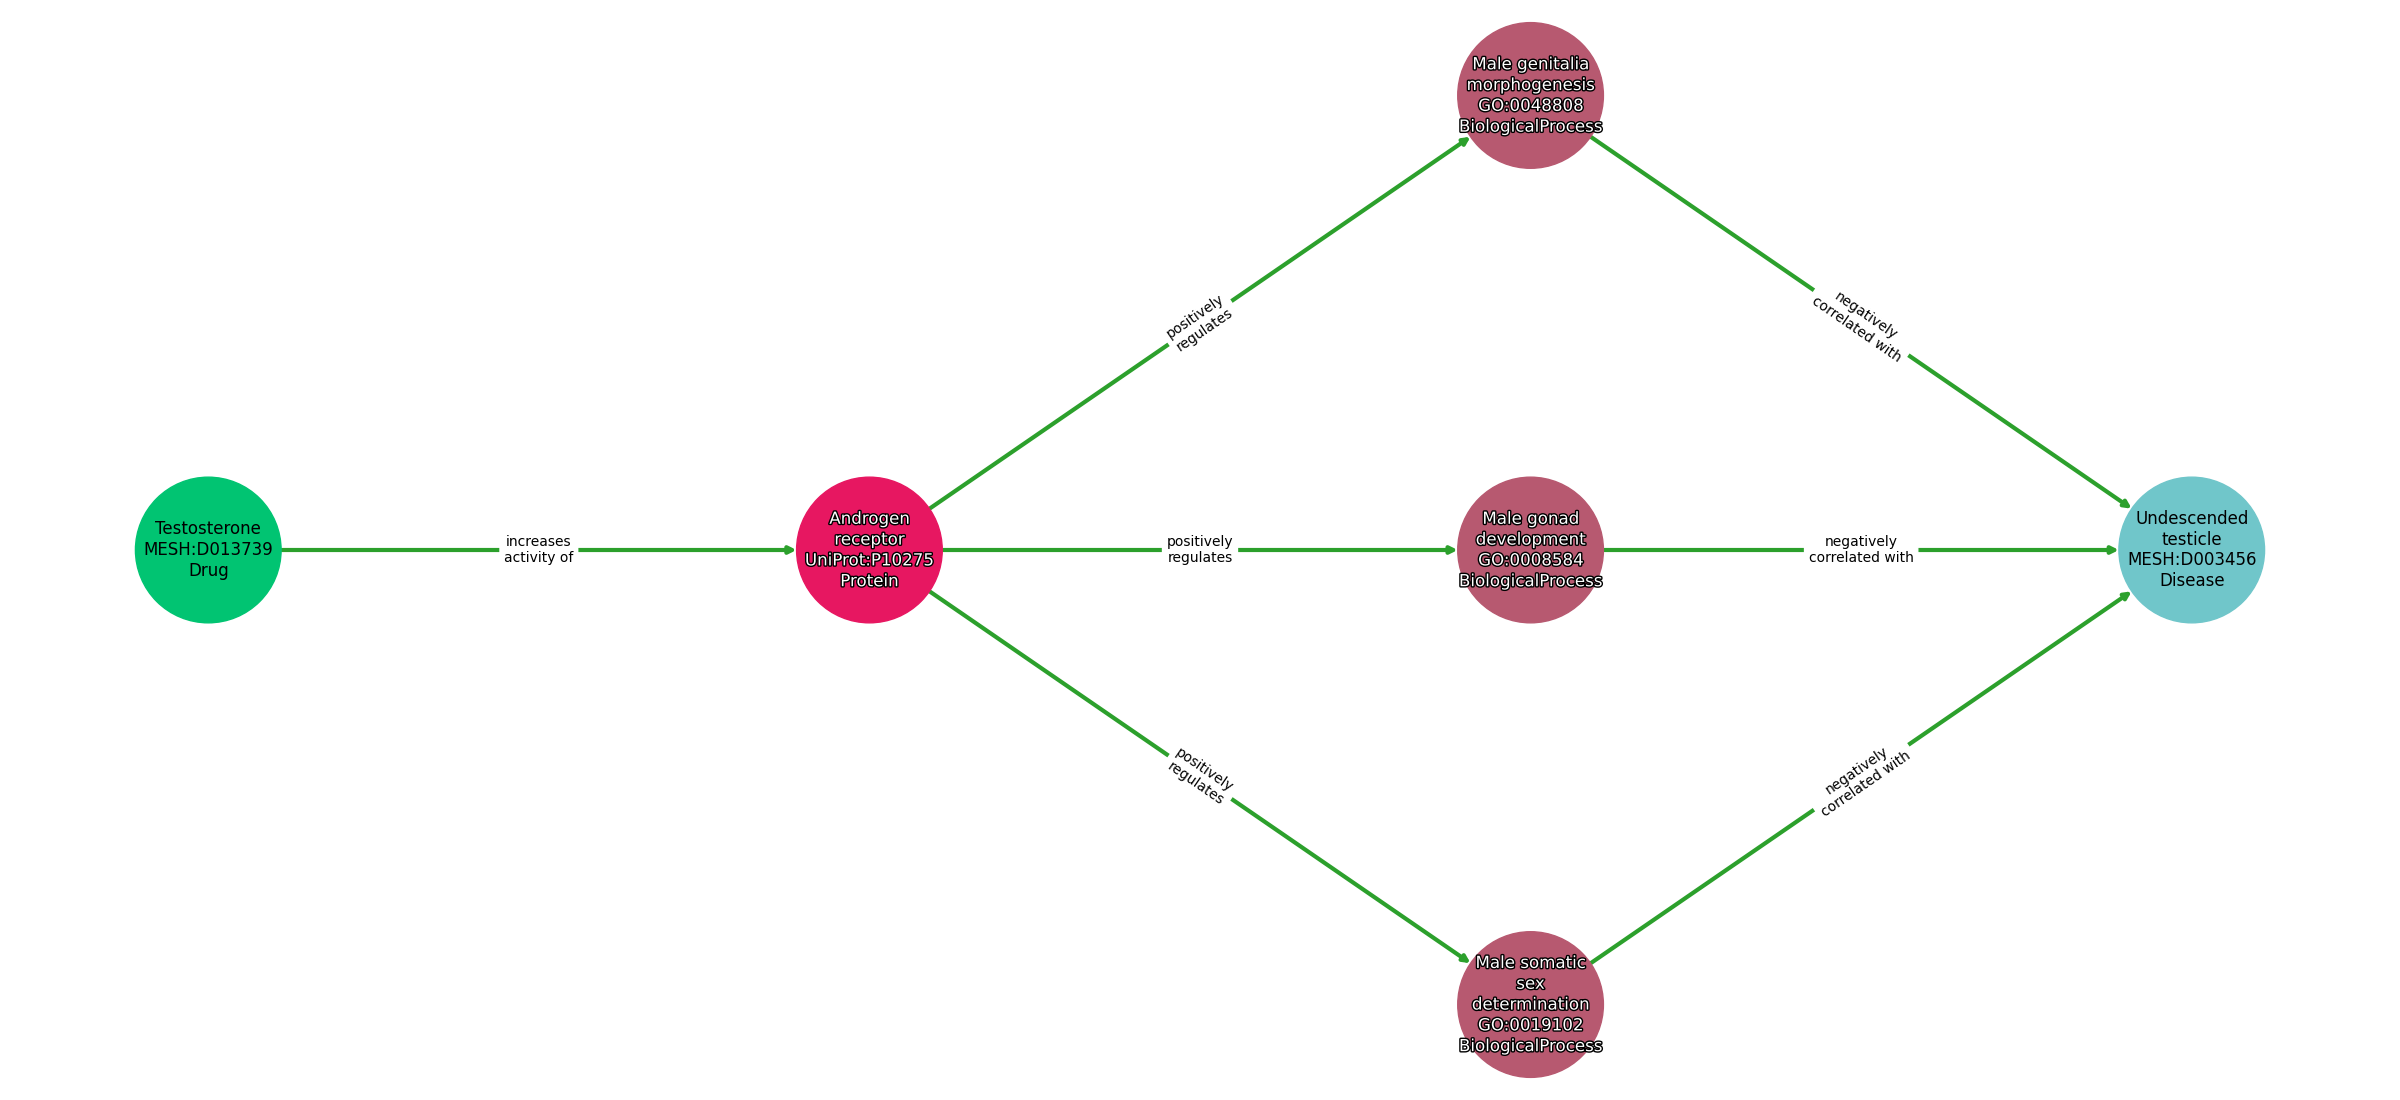 Male genitalia
morphogenesis
GO:0048808
BiologicalProcess
positively
regulates
negatively
correlated with
Testosterone
MESH:D013739
Drug
increases
activity of
Androgen
receptor
UniProt:P10275
Protein
positively
regulates
Male gonad
development
GO:0008584
BiologicalProcess
negatively
correlated with
Undescended
testicle
MESH:D003456
Disease
positively
regulates
negatively
correlated with
Male somatic
sex
determination
GO:0019102
BiologicalProcess